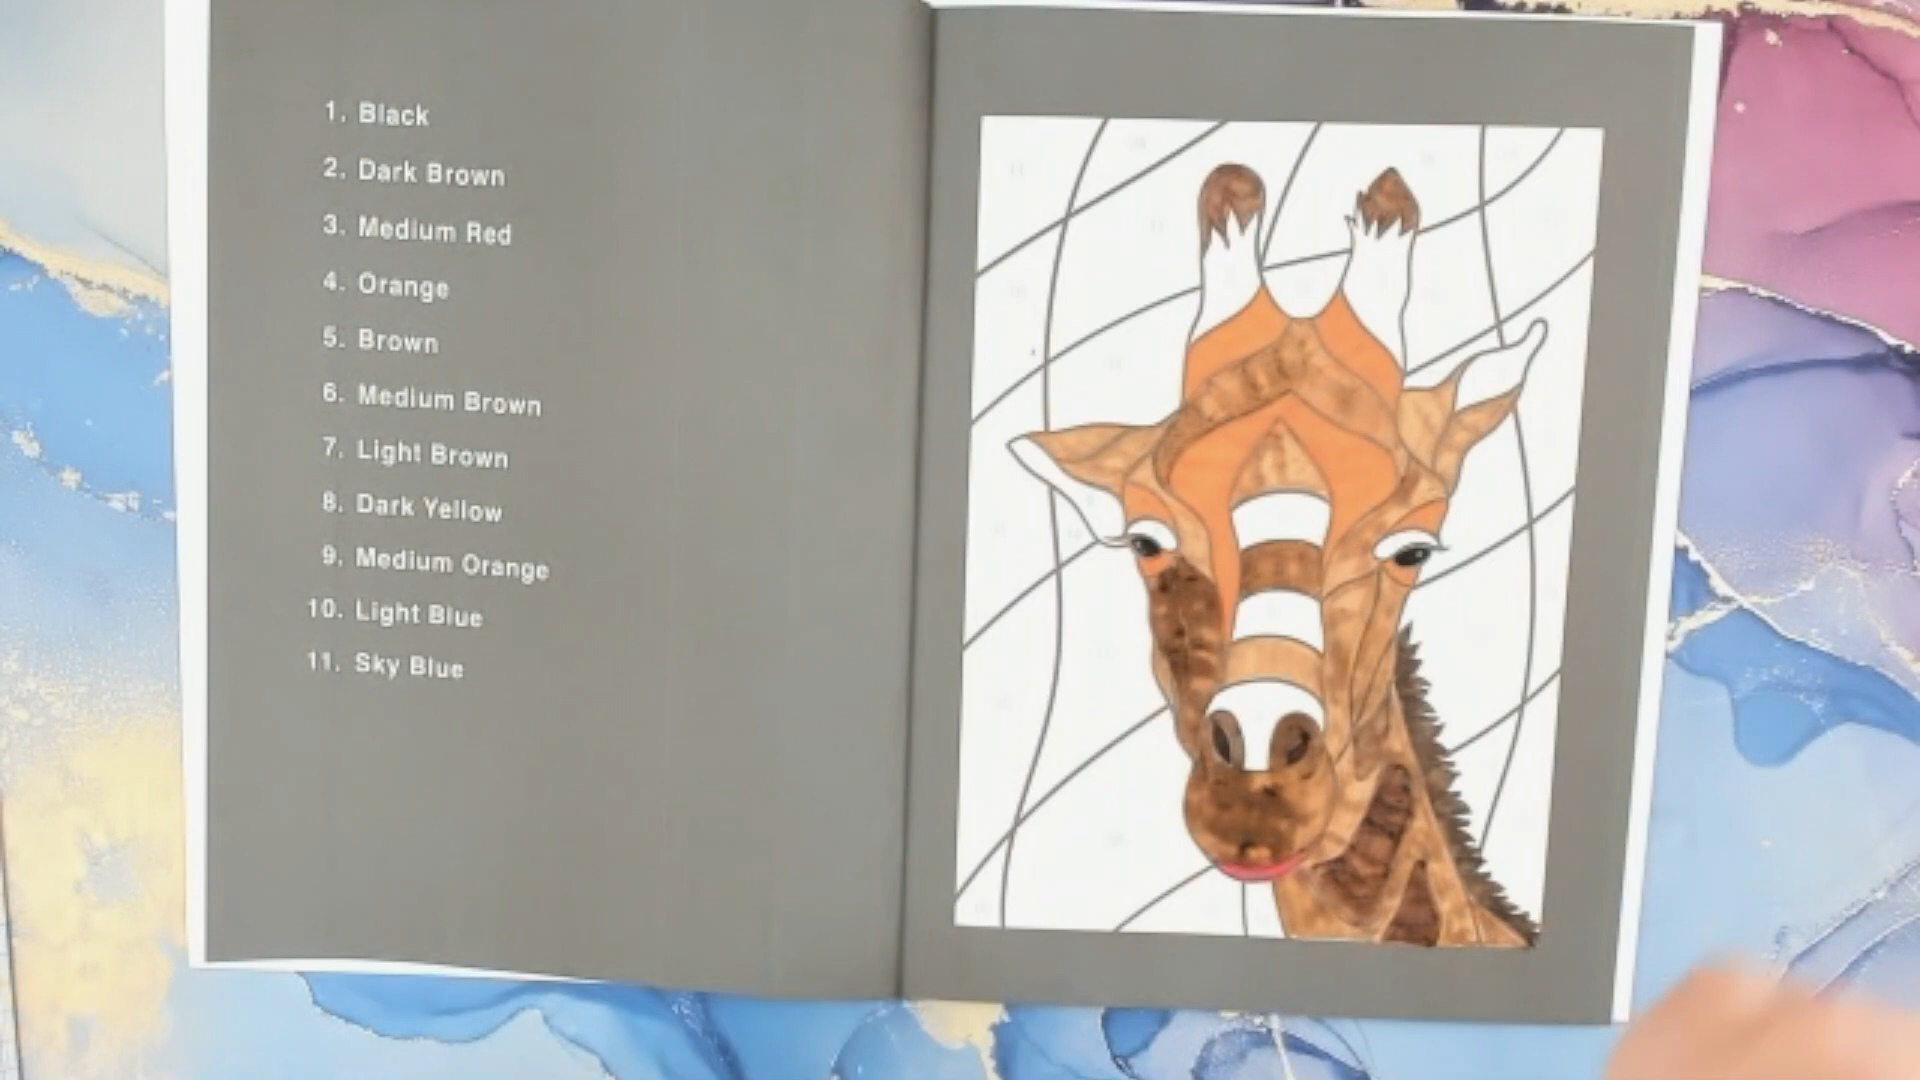 1. Black
2. Dark Brown
3. Medium Red
4. Orange
5. Brown
6. Medium Brown
7. Light Brown
8. Dark Yellow
9. Medium Orange
10. Light Blue
11. Sky Blue